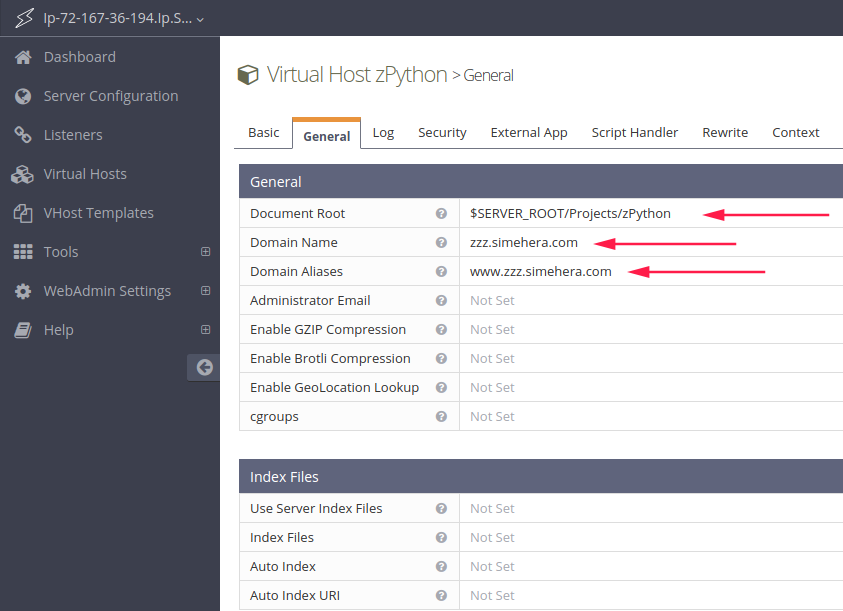 Ip-72-167-36-194.Ip.S...
Dashboard
Server Configuration
Listeners
Virtual Hosts
VHost Templates
Tools
WebAdmin Settings
Help
Virtual Host zPython > General
Basic General Log Security External App Script Handler Rewrite Context
General
Document Root $SERVER_ROOT/Projects/zPython
Domain Name zzz.simehera.com
Domain Aliases www.zzz.simehera.com
Administrator Email Not Set
Enable GZIP Compression Not Set
Enable Brotli Compression Not Set
Enable GeoLocation Lookup Not Set
cgroups Not Set
Index Files
Use Server Index Files Not Set
Index Files Not Set
Auto Index Not Set
Auto Index URI Not Set